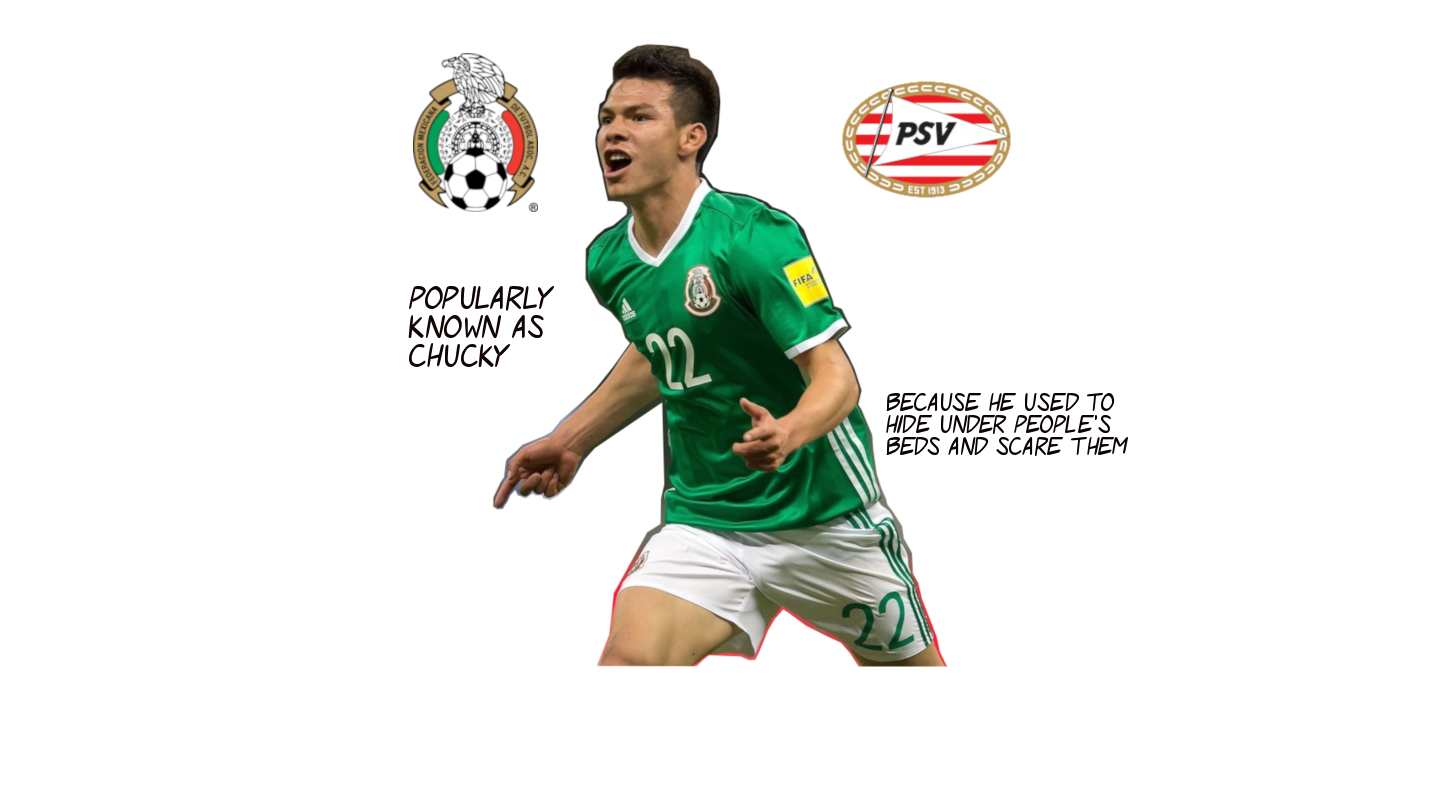 FEDERACION MEXICANA
DE FUTBOL ASOC. A.C.
®
PSV
EST 1913
POPULARLY
KNOWN AS
CHUCKY
FIFA
adidas
22
BECAUSE HE USED TO
HIDE UNDER PEOPLE'S
BEDS AND SCARE THEM
22